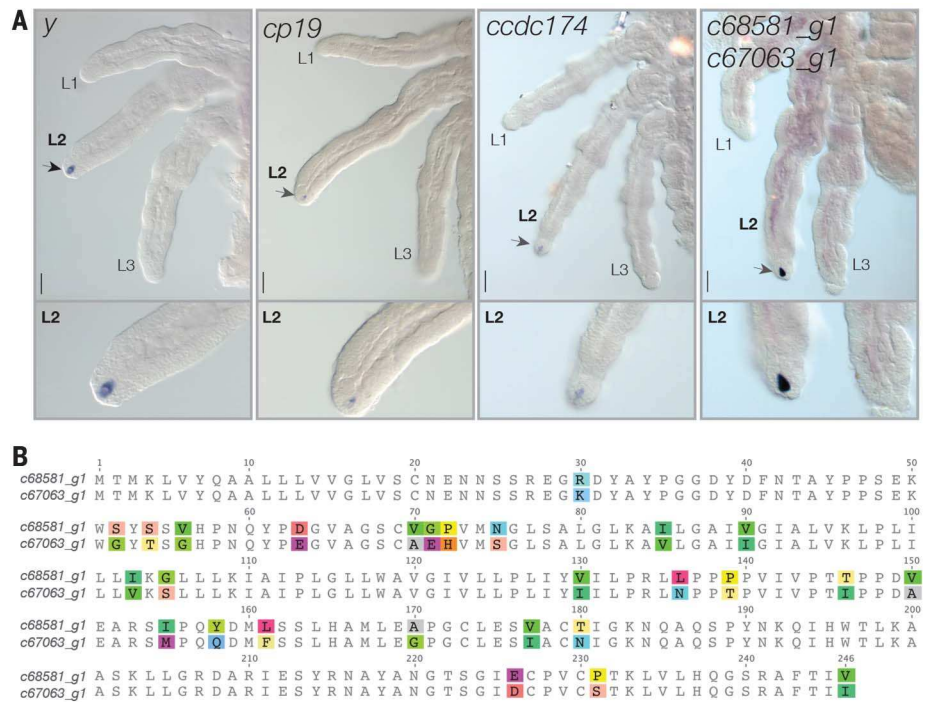 A
y
cp19
ccdc174
c68581_g1
c67063_g1
L1
L2
L3
L1
L2
L3
L1
L2
L3
L1
L2
L3
L2
L2
L2
L2
B
1 10 20 30 40 50
c68581_g1 M T M K L V Y Q A A L L L V V G L V S C N E N N S S R E G R D Y A Y P G G D Y D F N T A Y P P S E K
c67063_g1 M T M K L V Y Q A A L L L V V G L V S C N E N N S S R E G K D Y A Y P G G D Y D F N T A Y P P S E K
60 70 80 90 100
c68581_g1 W S Y S S V H P N Q Y P D G V A G S C V G P V M N G L S A L G L K A I L G A I V G I A L V K L P L I
c67063_g1 W G Y T S G H P N Q Y P E G V A G S C A E H V M S G L S A L G L K A V L G A I I G I A L V K L P L I
110 120 130 140 150
c68581_g1 L L I K G L L L K I A I P L G L L W A V G I V L L P L I Y V L I L P R L P P P P V I V P T T P P D V
c67063_g1 L L V K S L L L K I A I P L G L L W A V G I V L L P L I Y I L I L P R N P P T P V I V P T I P P D A
160 170 180 190 200
c68581_g1 E A R S I P Q Y D M L S S L H A M L E A P G C L E S V A C T I G K N Q A Q S P Y N K Q I H W T L K A
c67063_g1 E A R S M P Q Q D M F S S L H A M L E G P G C L E S I A C N I G K N Q A Q S P Y N K Q I H W T L K A
210 220 230 240 246
c68581_g1 A S K L L G R D A R I E S Y R N A Y A N G T S G I E C P V C P T K L V L H Q G S R A F T I V
c67063_g1 A S K L L G R D A R I E S Y R N A Y A N G T S G I D C P V C S T K L V L H Q G S R A F T I I